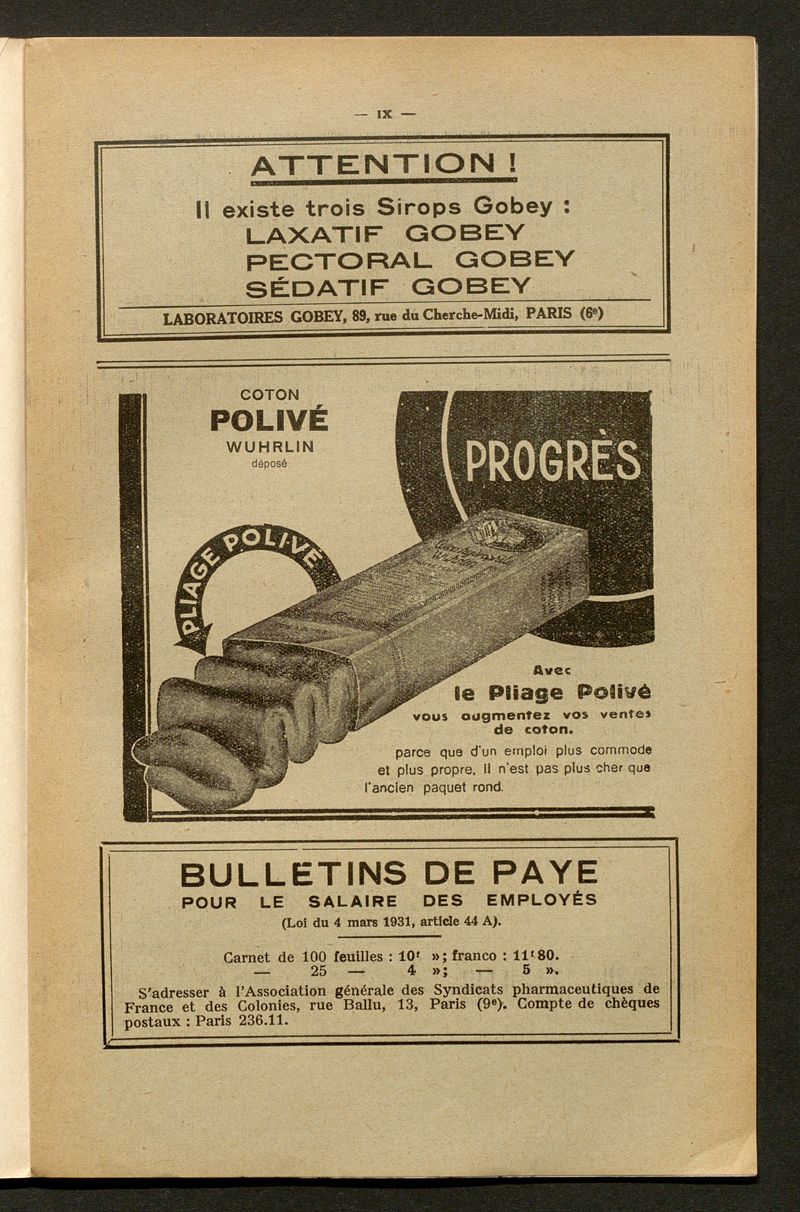 — IX —
ATTENTION !
Il existe trois Sirops Gobey :
LAXATIF GOBEY
PECTORAL GOBEY
SÉDATIF GOBEY
LABORATOIRES GOBEY, 89, rue du Cherche-Midi, PARIS (6e)
COTON
POLIVÉ
WUHRLIN
déposé
PROGRÈS
PLIAGE POLIVÉ
Avec
le Pliage Polivé
vous augmentez vos ventes
de coton.
parce que d'un emploi plus commode
et plus propre, Il n'est pas plus cher que
l'ancien paquet rond.
BULLETINS DE PAYE
POUR LE SALAIRE DES EMPLOYÉS
(Loi du 4 mars 1931, article 44 A).
Carnet de 100 feuilles : 10f » ; franco : 11f80.
— 25 — 4 » ; — 5 ».
S'adresser à l'Association générale des Syndicats pharmaceutiques de
France et des Colonies, rue Ballu, 13, Paris (9e). Compte de chèques
postaux : Paris 236.11.